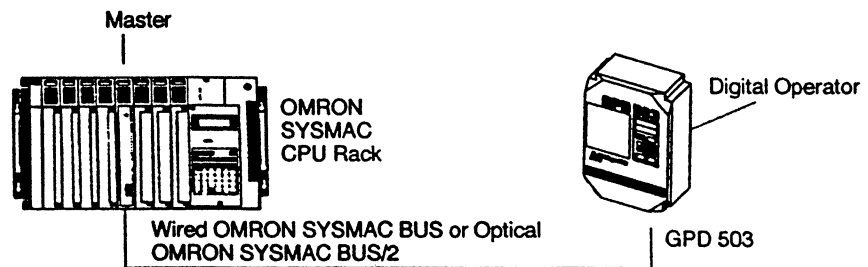 Master
OMRON
SYSMAC
CPU Rack
Digital Operator
Wired OMRON SYSMAC BUS or Optical
OMRON SYSMAC BUS/2
GPD 503